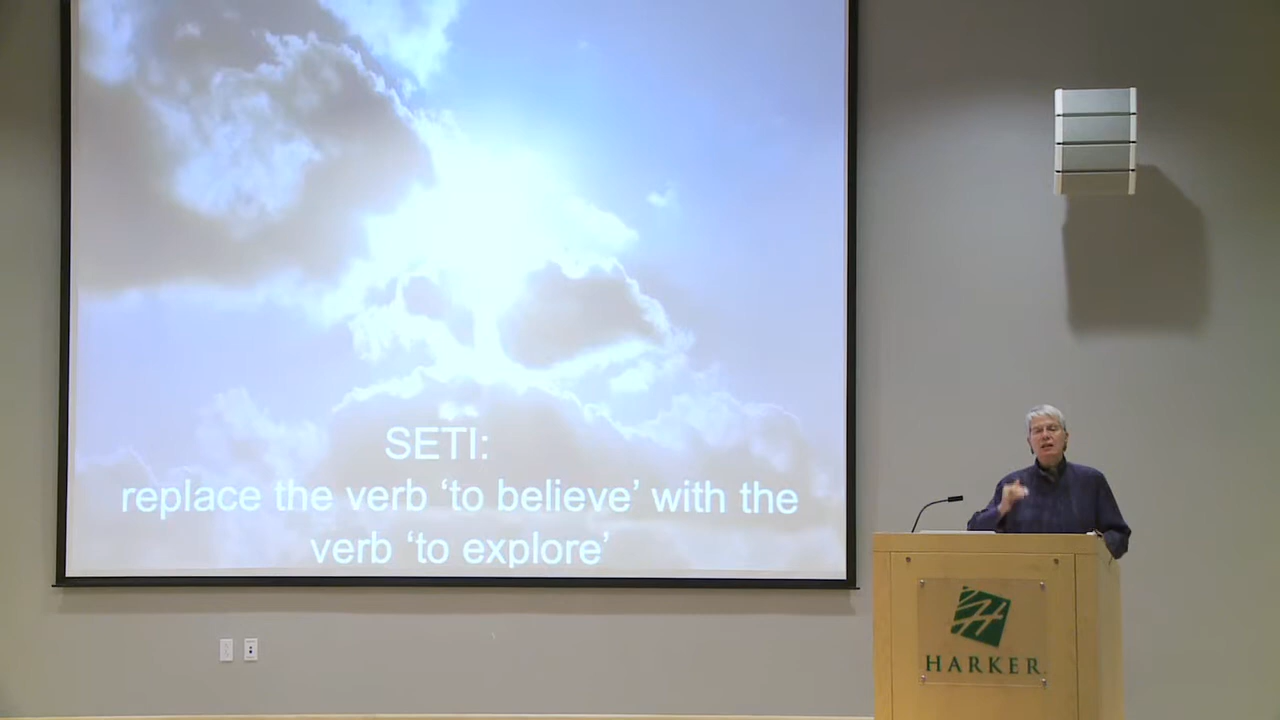 SETI:
replace the verb ‘to believe’ with the
verb ‘to explore’
HARKER